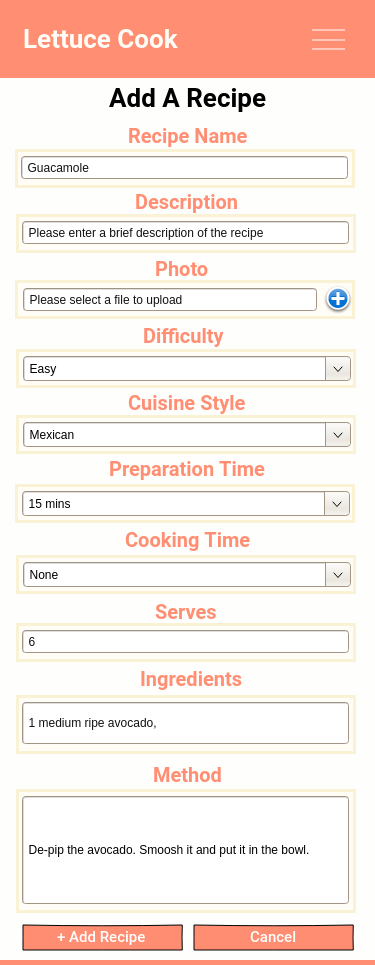 Lettuce Cook
Add A Recipe
Recipe Name
Guacamole
Description
Please enter a brief description of the recipe
Photo
Please select a file to upload
Difficulty
Easy
Cuisine Style
Mexican
Preparation Time
15 mins
Cooking Time
None
Serves
6
Ingredients
1 medium ripe avocado,
Method
De-pip the avocado. Smoosh it and put it in the bowl.
+ Add Recipe
Cancel